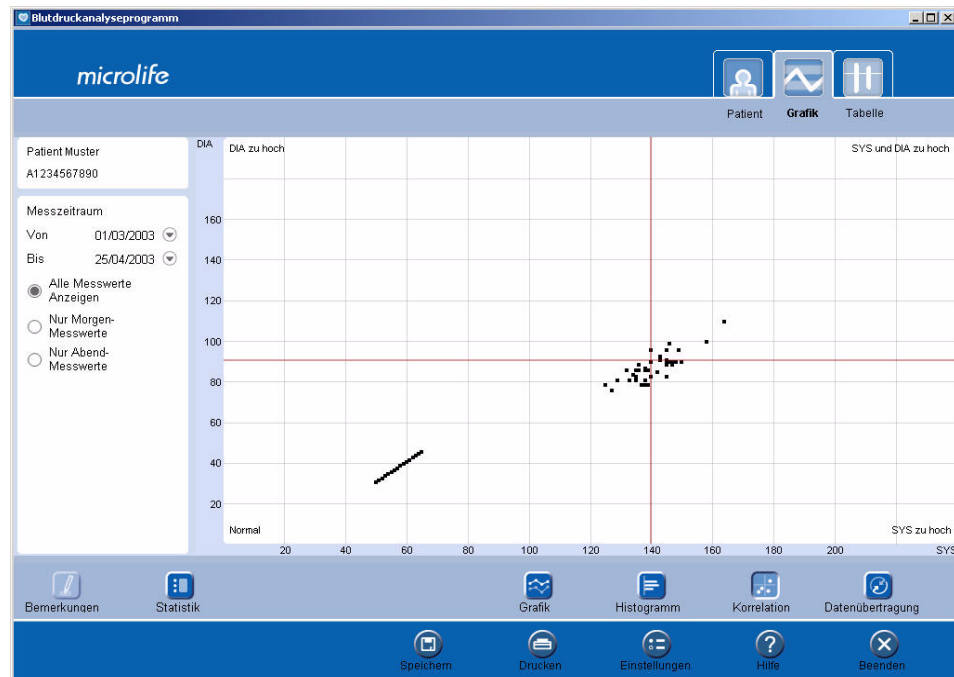 Blutdruckanalyseprogramm
microlife
Patient Grafik Tabelle
Patient Muster
A1234567890
Messzeitraum
Von 01/03/2003
Bis 25/04/2003
Alle Messwerte
Anzeigen
Nur Morgen-
Messwerte
Nur Abend-
Messwerte
DIA
DIA zu hoch
SYS und DIA zu hoch
160
140
120
100
80
60
40
20
Normal
SYS zu hoch
20 40 60 80 100 120 140 160 180 200 SYS
Bemerkungen Statistik Grafik Histogramm Korrelation Datenübertragung
Speichern Drucken Einstellungen Hilfe Beenden